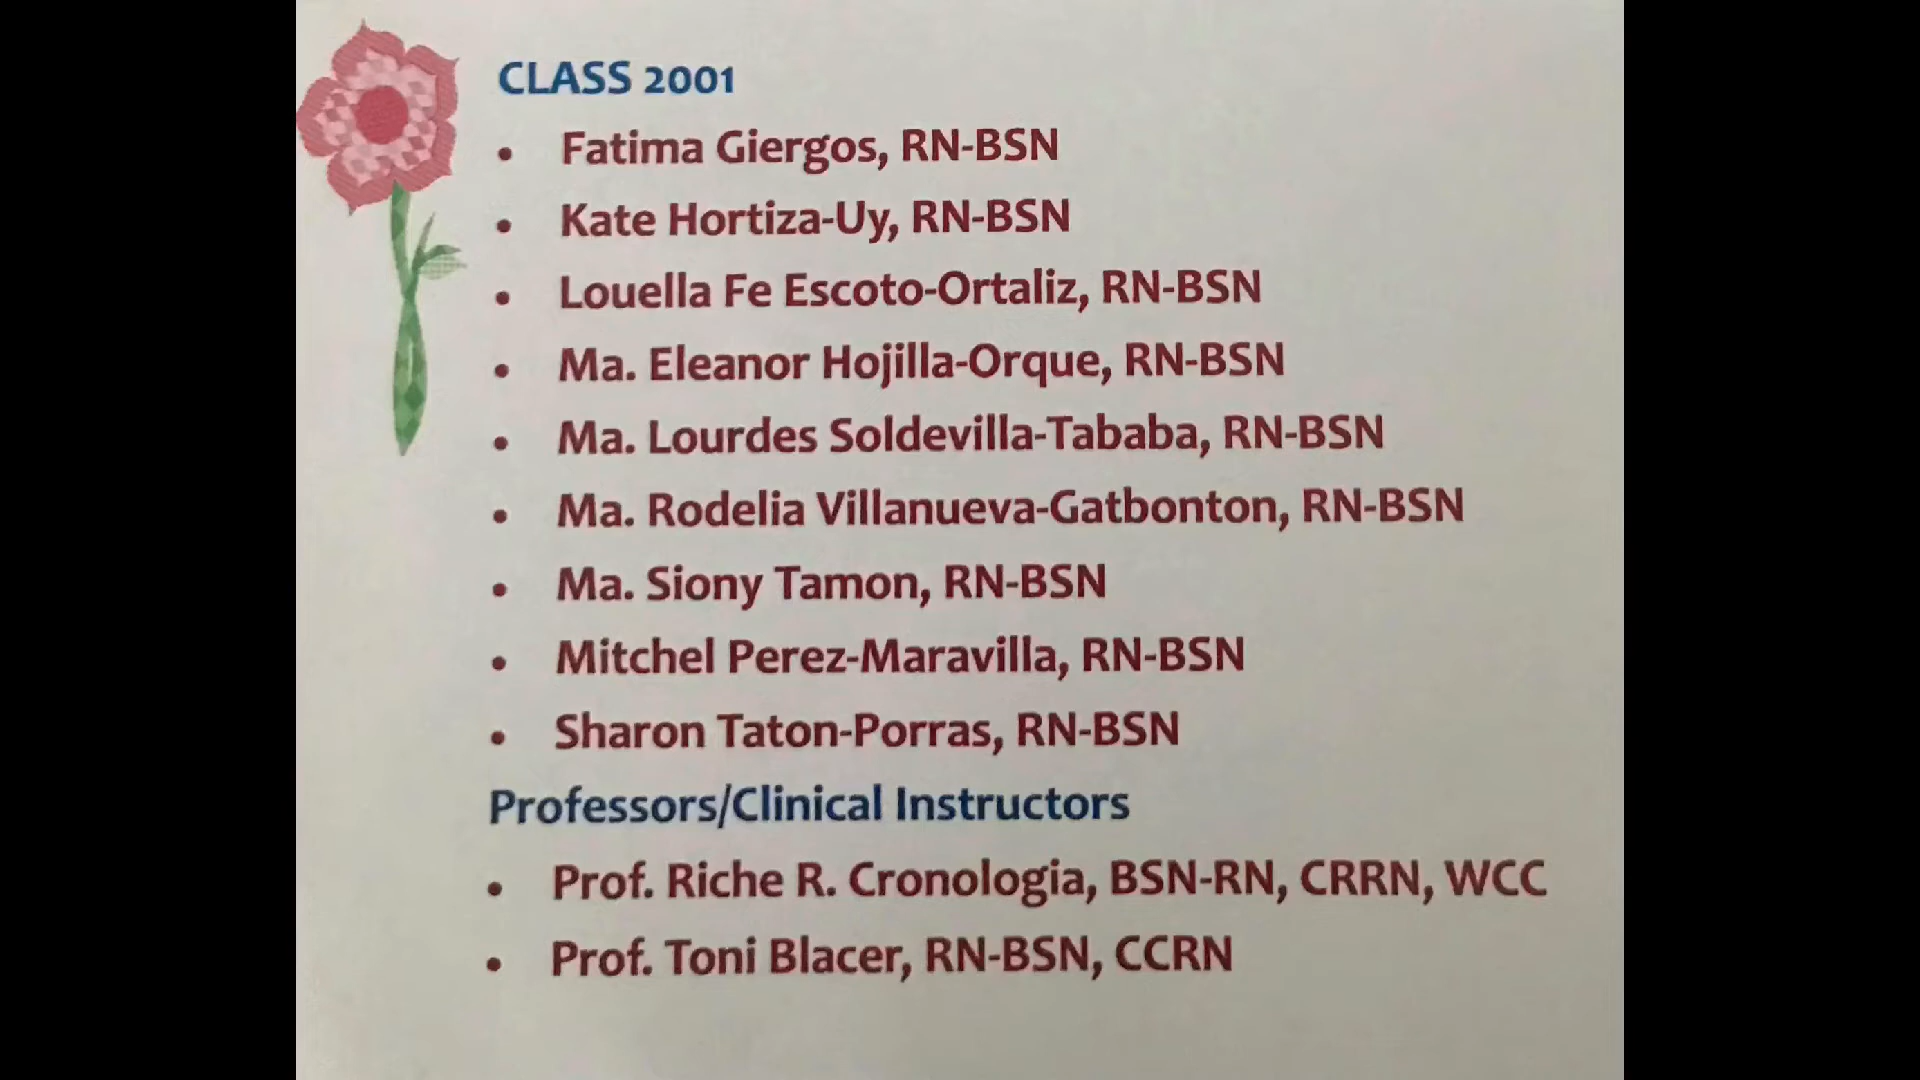 CLASS 2001
• Fatima Giergos, RN-BSN
• Kate Hortiza-Uy, RN-BSN
• Louella Fe Escoto-Ortaliz, RN-BSN
• Ma. Eleanor Hojilla-Orque, RN-BSN
• Ma. Lourdes Soldevilla-Tababa, RN-BSN
• Ma. Rodelia Villanueva-Gatbonton, RN-BSN
• Ma. Siony Tamon, RN-BSN
• Mitchel Perez-Maravilla, RN-BSN
• Sharon Taton-Porras, RN-BSN
Professors/Clinical Instructors
• Prof. Riche R. Cronologia, BSN-RN, CRRN, WCC
• Prof. Toni Blacer, RN-BSN, CCRN